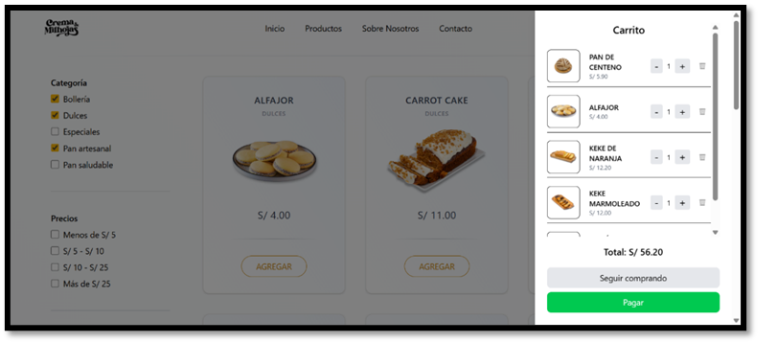 Crema & Milhojas
Inicio Productos Sobre Nosotros Contacto
Categoría
Bollería
Dulces
Especiales
Pan artesanal
Pan saludable
Precios
Menos de S/ 5
S/ 5 - S/ 10
S/ 10 - S/ 25
Más de S/ 25
ALFAJOR
DULCES
S/ 4.00
AGREGAR
CARROT CAKE
DULCES
S/ 11.00
AGREGAR
Carrito
PAN DE
CENTENO
S/ 5.90
- 1 +
ALFAJOR
S/ 4.00
- 1 +
KEKE DE
NARANJA
S/ 12.20
- 1 +
KEKE
MARMOLEADO
S/ 12.00
- 1 +
Total: S/ 56.20
Seguir comprando
Pagar